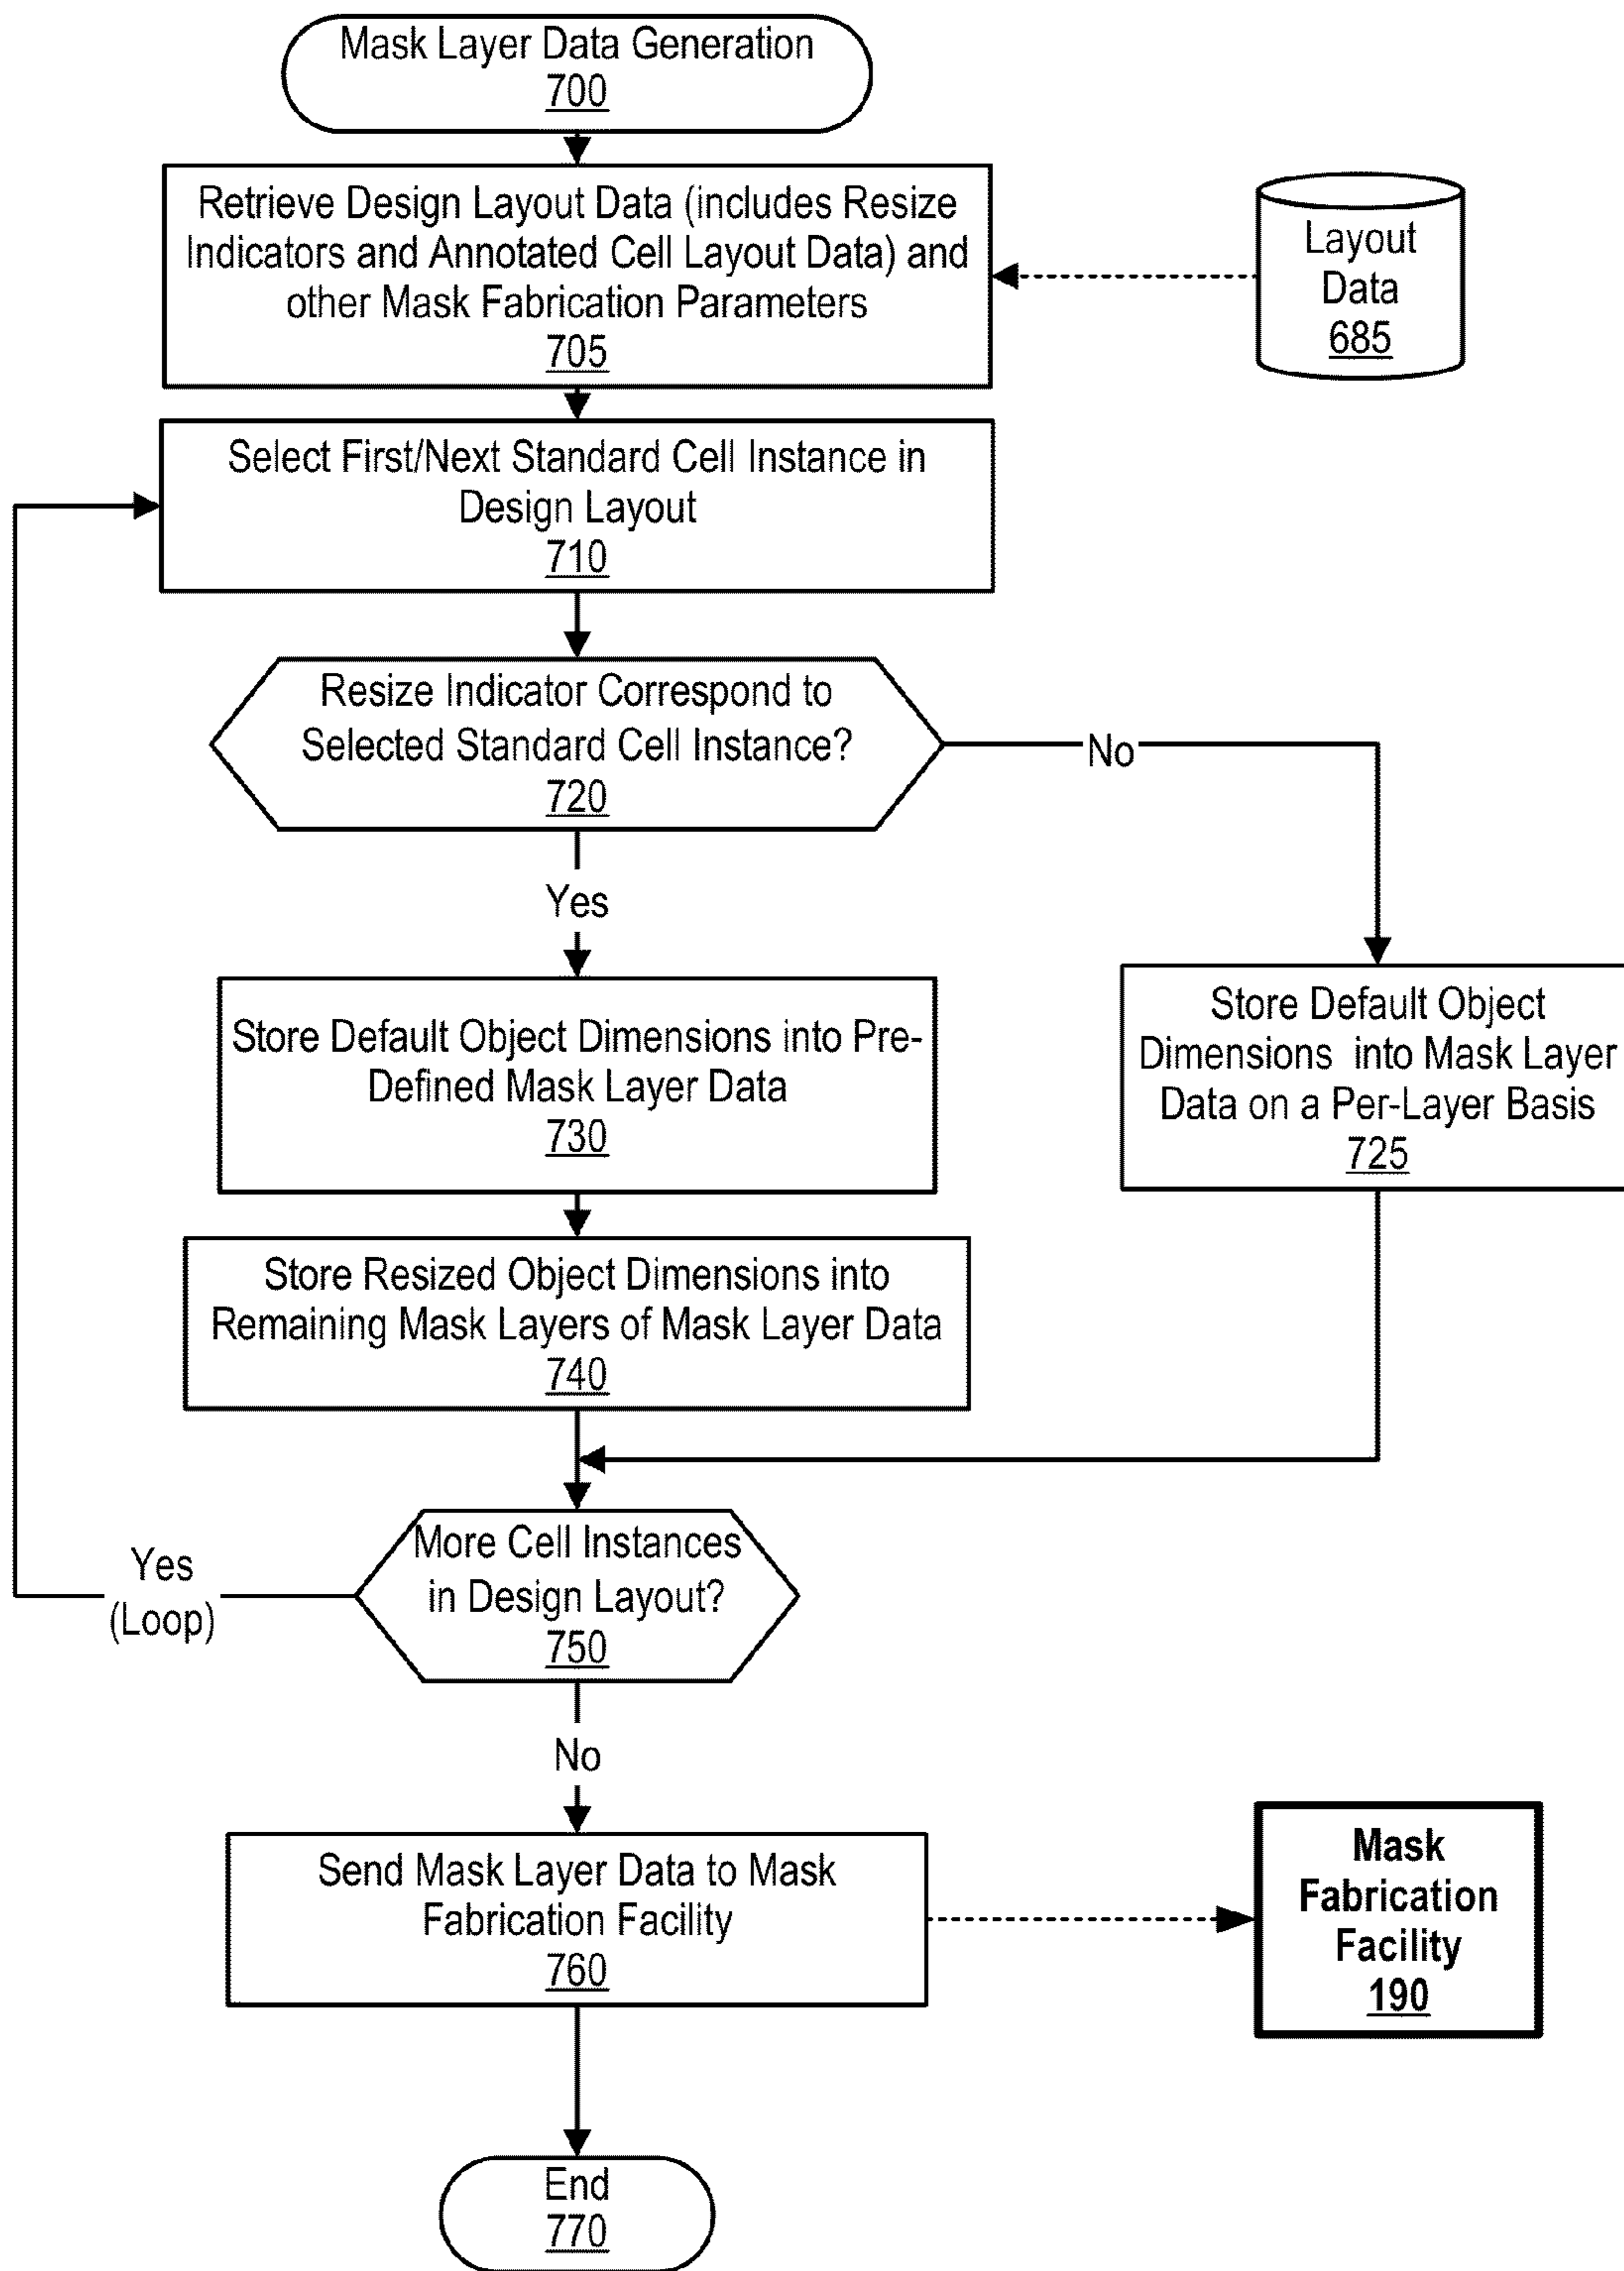 Mask Layer Data Generation
700
Retrieve Design Layout Data (includes Resize
Indicators and Annotated Cell Layout Data) and
other Mask Fabrication Parameters
705
Layout
Data
685
Select First/Next Standard Cell Instance in
Design Layout
710
Resize Indicator Correspond to
Selected Standard Cell Instance?
720
No
Yes
Store Default Object Dimensions into Pre-
Defined Mask Layer Data
730
Store Default Object
Dimensions into Mask Layer
Data on a Per-Layer Basis
725
Store Resized Object Dimensions into
Remaining Mask Layers of Mask Layer Data
740
More Cell Instances
in Design Layout?
750
Yes
(Loop)
No
Send Mask Layer Data to Mask
Fabrication Facility
760
Mask
Fabrication
Facility
190
End
770